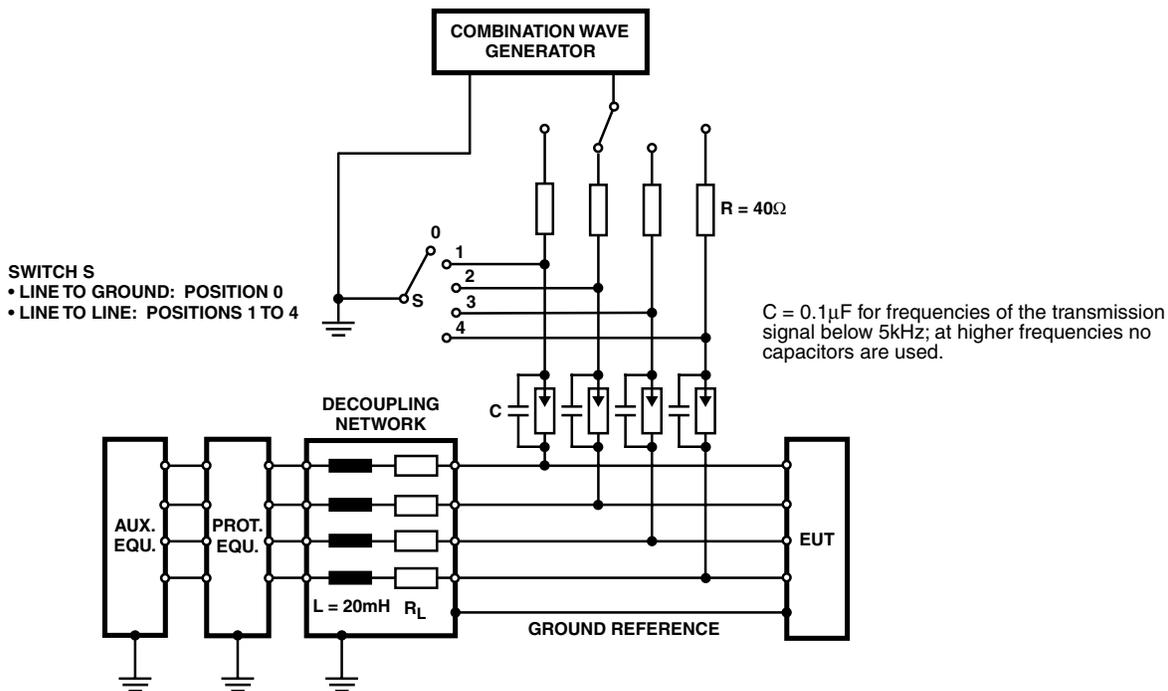 COMBINATION WAVE
GENERATOR
R = 40Ω
0
1
2
3
4
S
SWITCH S
• LINE TO GROUND: POSITION 0
• LINE TO LINE: POSITIONS 1 TO 4
C = 0.1μF for frequencies of the transmission
signal below 5kHz; at higher frequencies no
capacitors are used.
DECOUPLING
NETWORK
C
AUX.
EQU.
PROT.
EQU.
EUT
L = 20mH
RL
GROUND REFERENCE